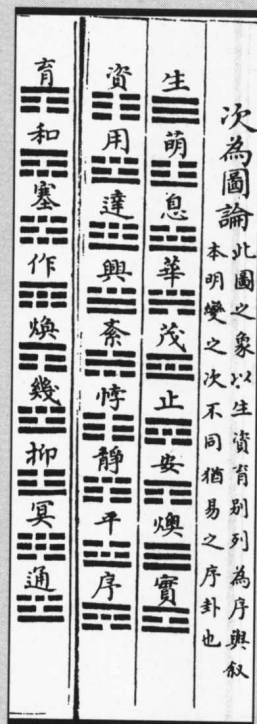 次為圖論
此圖之象以生資育別列為序與敘
本明變之次不同猶易之序卦也
生萌息華茂止安燠實
資用達興紊悖靜平序
育和塞作煥幾抑冥通